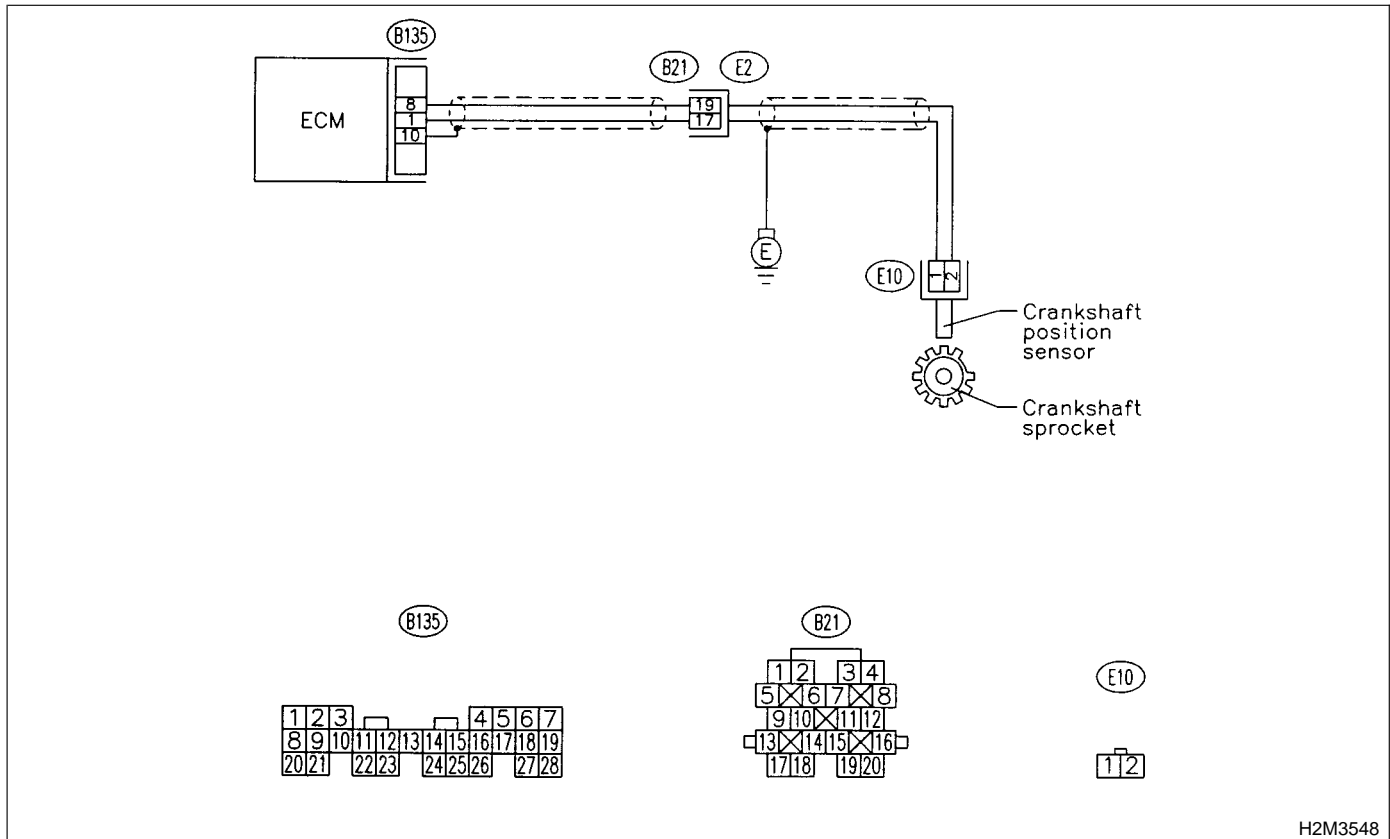 B135
B21 E2
ECM
8
1
10
19
17
E
E10
1 2
Crankshaft
position
sensor
Crankshaft
sprocket
B135
1 2 3 4 5 6 7
8 9 10 11 12 13 14 15 16 17 18 19
20 21 22 23 24 25 26 27 28
B21
1 2 3 4
5 6 7 8
9 10 11 12
13 14 15 16
17 18 19 20
E10
1 2
H2M3548